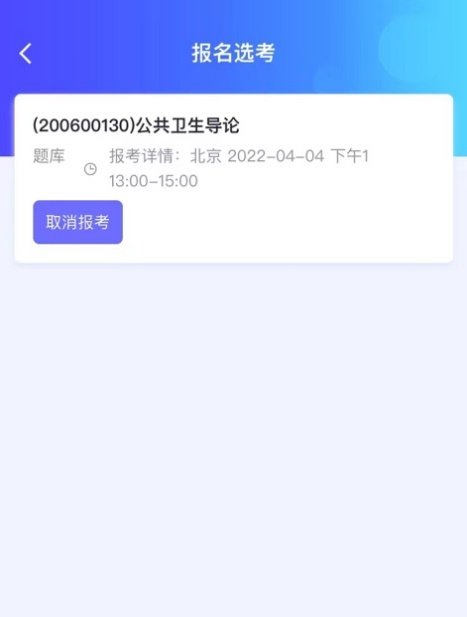 报名选考
(200600130)公共卫生导论
题库 报考详情：北京 2022-04-04 下午1
13:00-15:00
取消报考